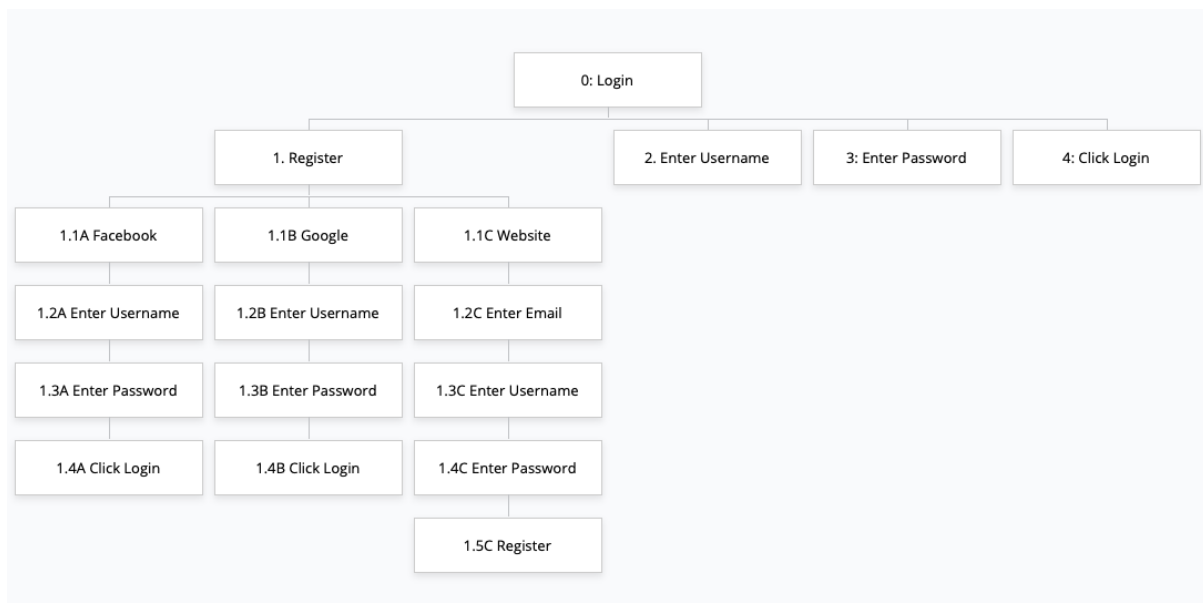 0: Login
1. Register
2. Enter Username
3: Enter Password
4: Click Login
1.1A Facebook
1.1B Google
1.1C Website
1.2A Enter Username
1.2B Enter Username
1.2C Enter Email
1.3A Enter Password
1.3B Enter Password
1.3C Enter Username
1.4A Click Login
1.4B Click Login
1.4C Enter Password
1.5C Register